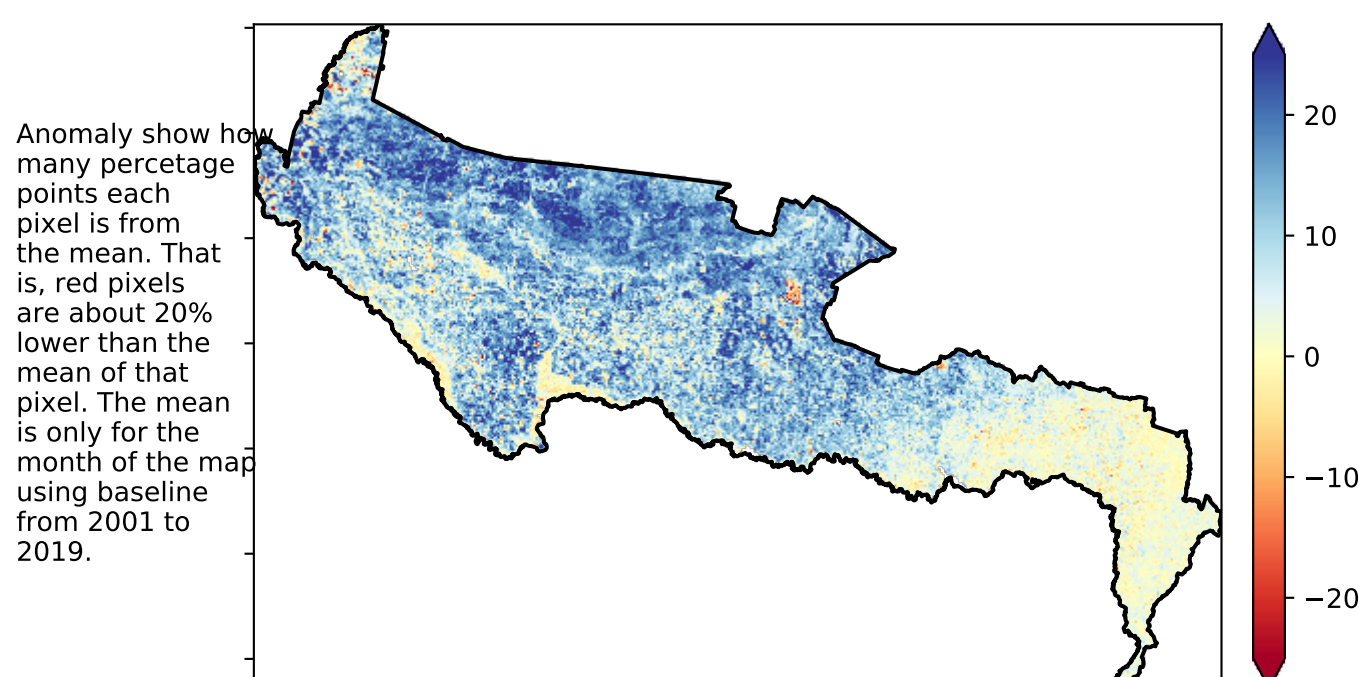 Anomaly show how
many percetage
points each
pixel is from
the mean. That
is, red pixels
are about 20%
lower than the
mean of that
pixel. The mean
is only for the
month of the map
using baseline
from 2001 to
2019.
20
10
0
−10
−20